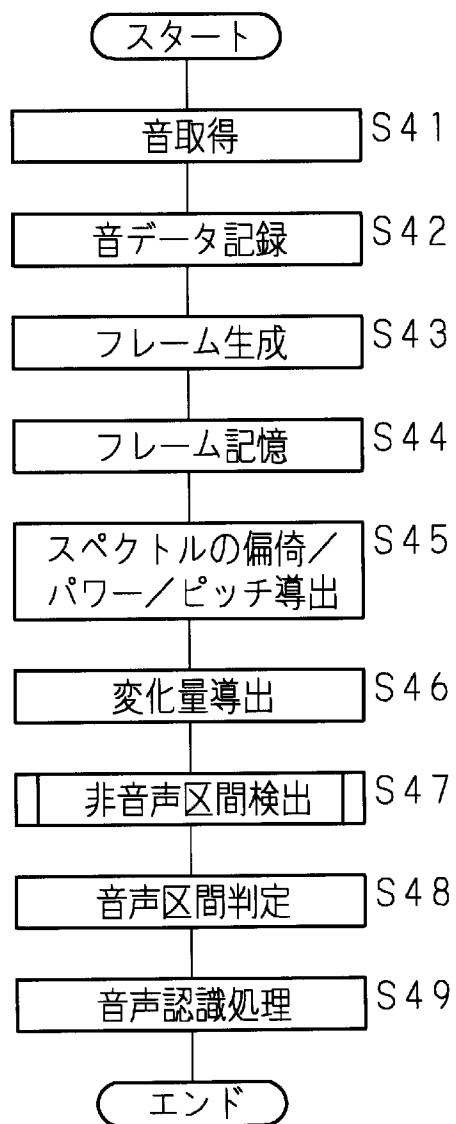 スタート
音取得 S41
音データ記録 S42
フレーム生成 S43
フレーム記憶 S44
スペクトルの偏倚／ S45
パワー／ピッチ導出
変化量導出 S46
非音声区間検出 S47
音声区間判定 S48
音声認識処理 S49
エンド